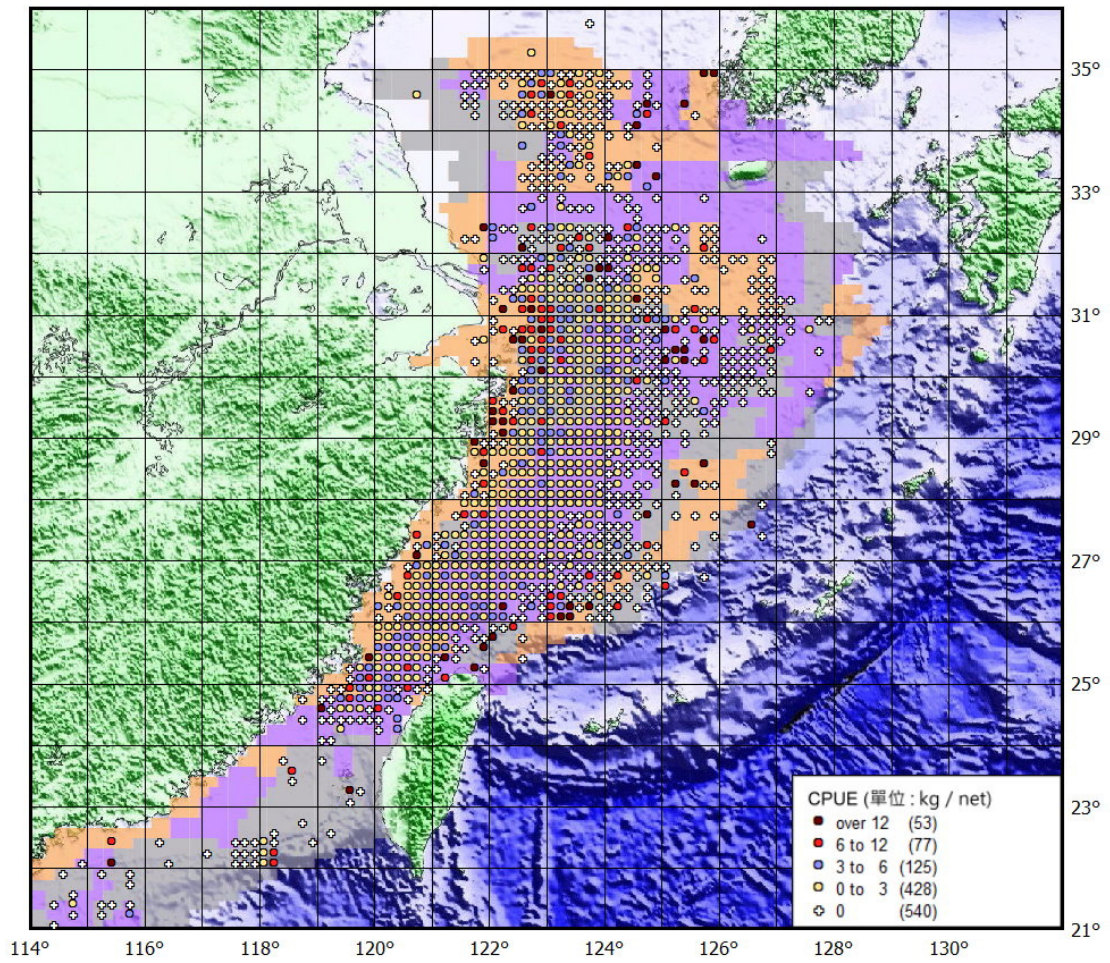 35°
33°
31°
29°
27°
25°
23°
21°
CPUE (單位 : kg / net)
over 12 (53)
6 to 12 (77)
3 to 6 (125)
0 to 3 (428)
0 (540)
114 116° 118° 120° 122° 124° 126° 128° 130°